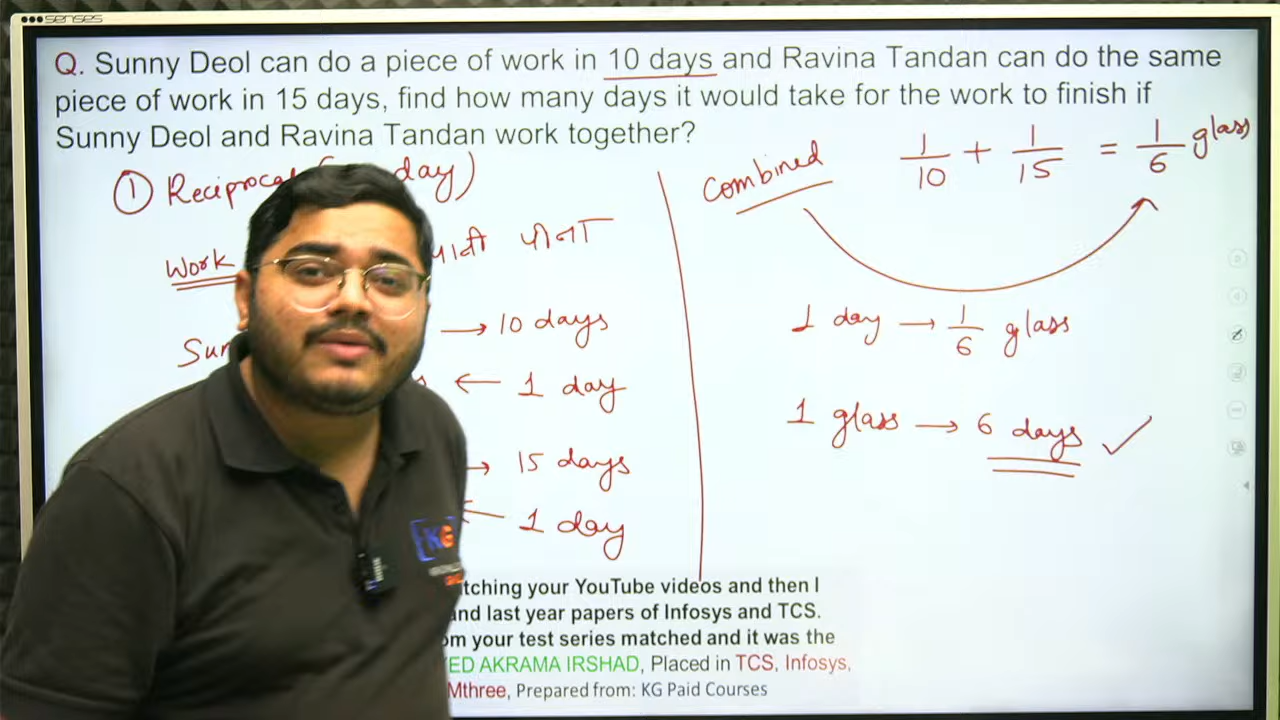 senses
Q. Sunny Deol can do a piece of work in 10 days and Ravina Tandan can do the same
piece of work in 15 days, find how many days it would take for the work to finish if
Sunny Deol and Ravina Tandan work together?
① Reciprocal day)
Work पानी पीना
→ 10 days
← 1 day
→ 15 days
← 1 day
Combined 1/10 + 1/15 = 1/6 glass
1 day → 1/6 glass
1 glass → 6 days ✓
KG
tching your YouTube videos and then I
and last year papers of Infosys and TCS.
om your test series matched and it was the
ED AKRAMA IRSHAD, Placed in TCS, Infosys,
Mthree, Prepared from: KG Paid Courses